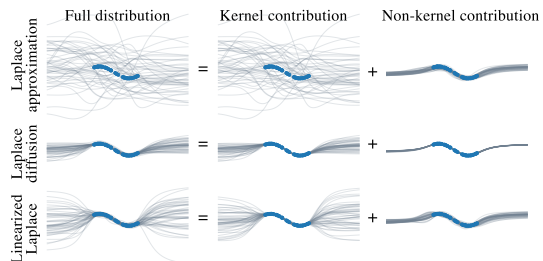 Full distribution Kernel contribution Non-kernel contribution
Laplace
approximation
= +
Laplace
diffusion
= +
Linearized
Laplace
= +